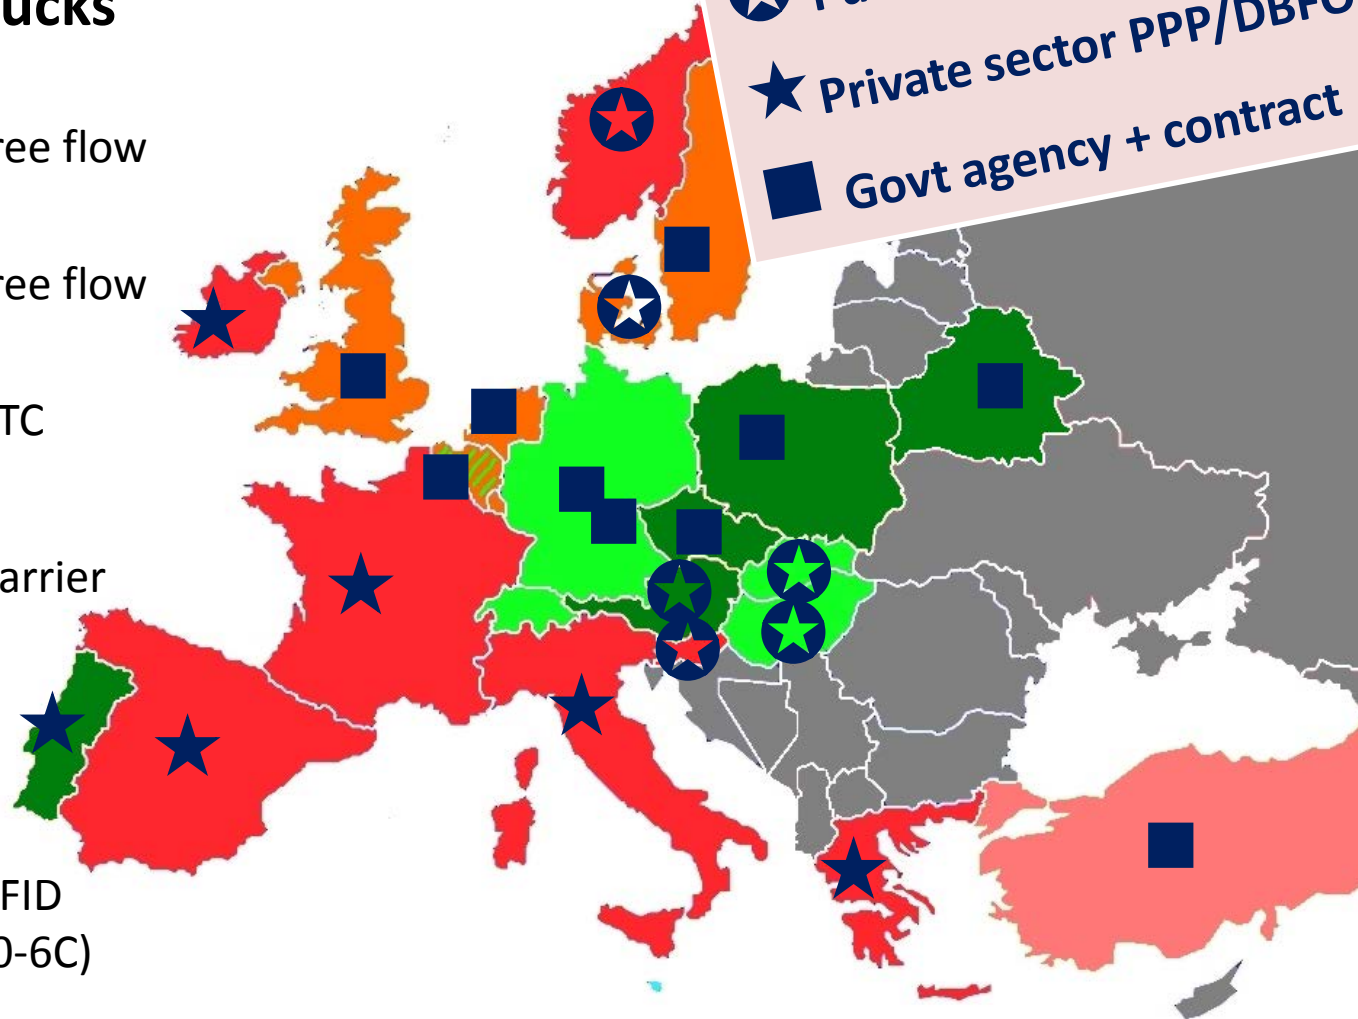 ucks
ree flow
ree flow
TC
arrier
FID
0-6C)
Private sector PPP/DBFO
Govt agency + contract